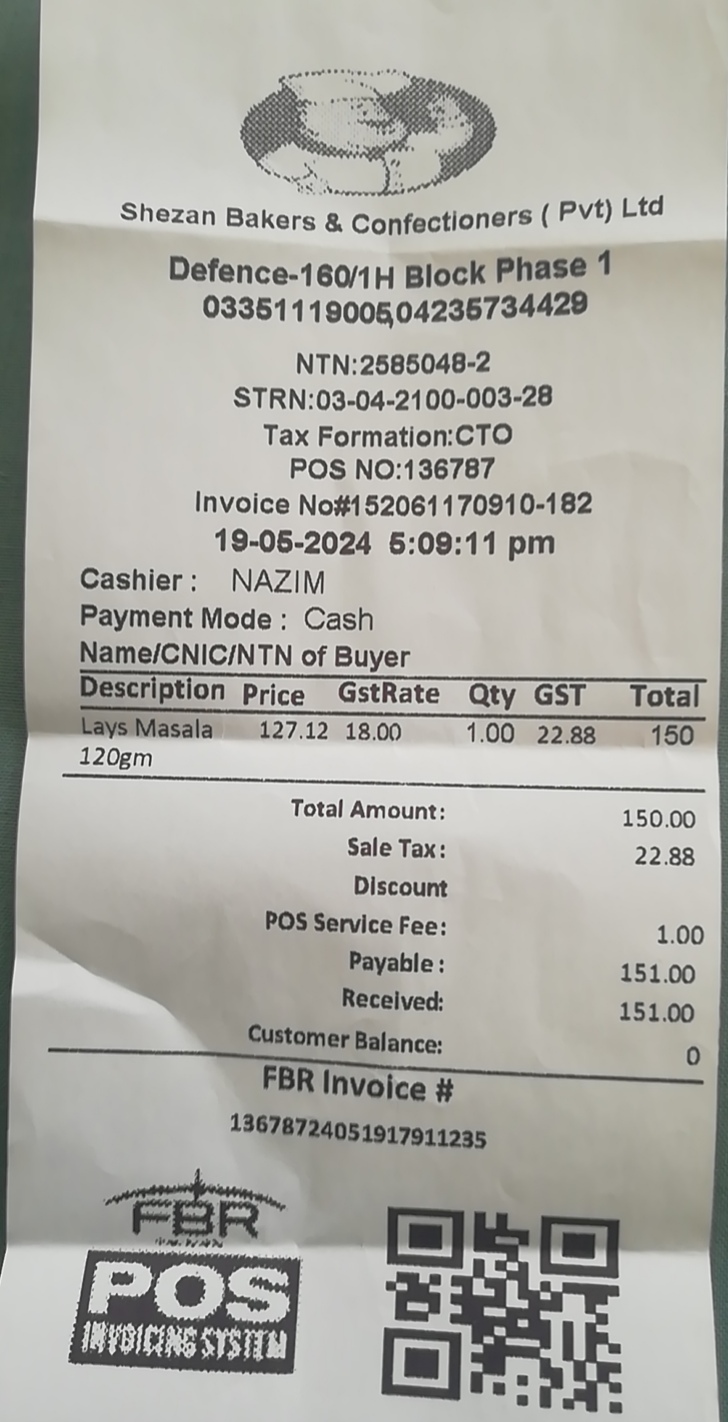 Shezan Bakers & Confectioners ( Pvt) Ltd
Defence-160/1H Block Phase 1
03351119005,04235734429
NTN:2585048-2
STRN:03-04-2100-003-28
Tax Formation:CTO
POS NO:136787
Invoice No#152061170910-182
19-05-2024 5:09:11 pm
Cashier : NAZIM
Payment Mode : Cash
Name/CNIC/NTN of Buyer
Description Price GstRate Qty GST Total
Lays Masala 127.12 18.00 1.00 22.88 150
120gm
Total Amount: 150.00
Sale Tax: 22.88
Discount
POS Service Fee: 1.00
Payable : 151.00
Received: 151.00
Customer Balance: 0
FBR Invoice #
13678724051917911235
FBR
POS
INVOICING SYSTEM